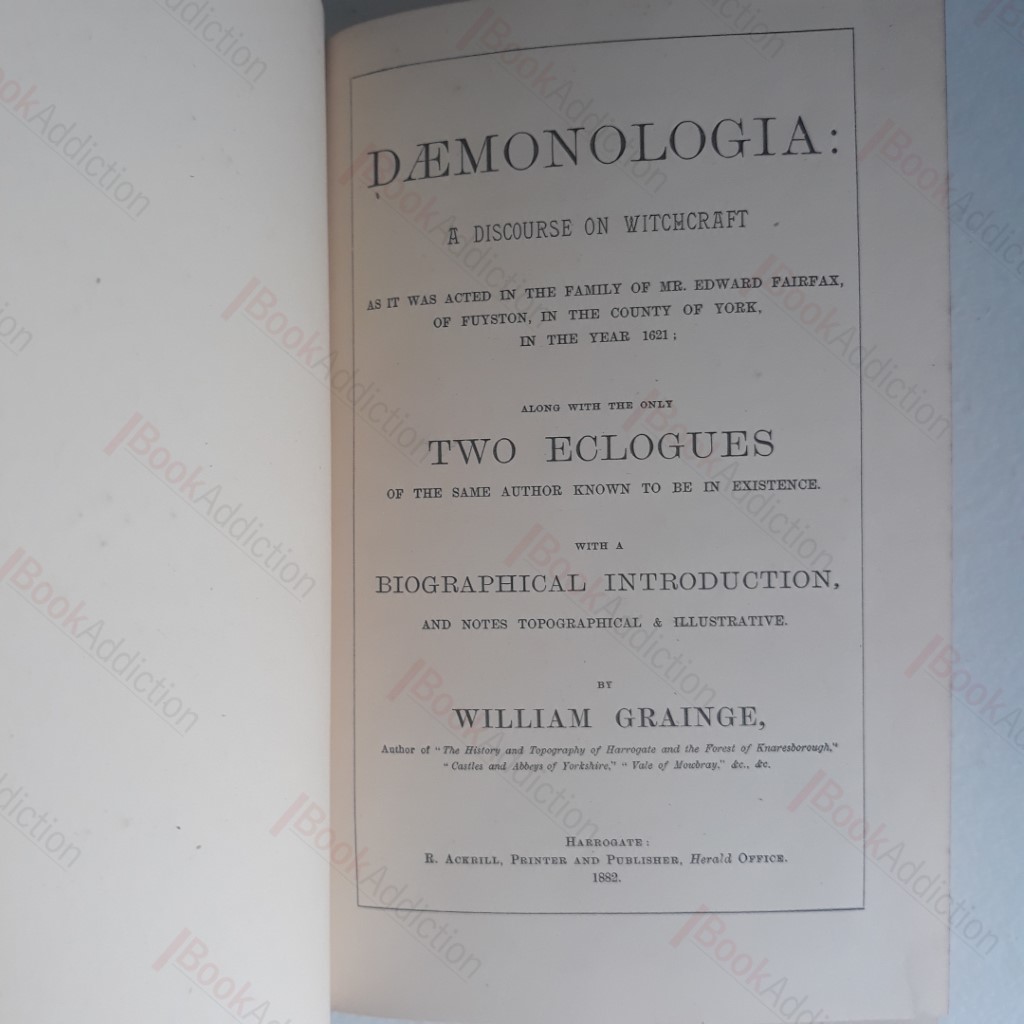 DÆMONOLOGIA:
A DISCOURSE ON WITCHCRAFT
AS IT WAS ACTED IN THE FAMILY OF MR. EDWARD FAIRFAX,
OF FUYSTON, IN THE COUNTY OF YORK,
IN THE YEAR 1621;
ALONG WITH THE ONLY
TWO ECLOGUES
OF THE SAME AUTHOR KNOWN TO BE IN EXISTENCE.
WITH A
BIOGRAPHICAL INTRODUCTION,
AND NOTES TOPOGRAPHICAL & ILLUSTRATIVE.
BY
WILLIAM GRAINGE,
Author of "The History and Topography of Harrogate and the Forest of Knaresborough,"
"Castles and Abbeys of Yorkshire," "Vale of Mowbray," &c., &c.
HARROGATE:
R. ACKRILL, PRINTER AND PUBLISHER, Herald OFFICE.
1882.
BookAddiction